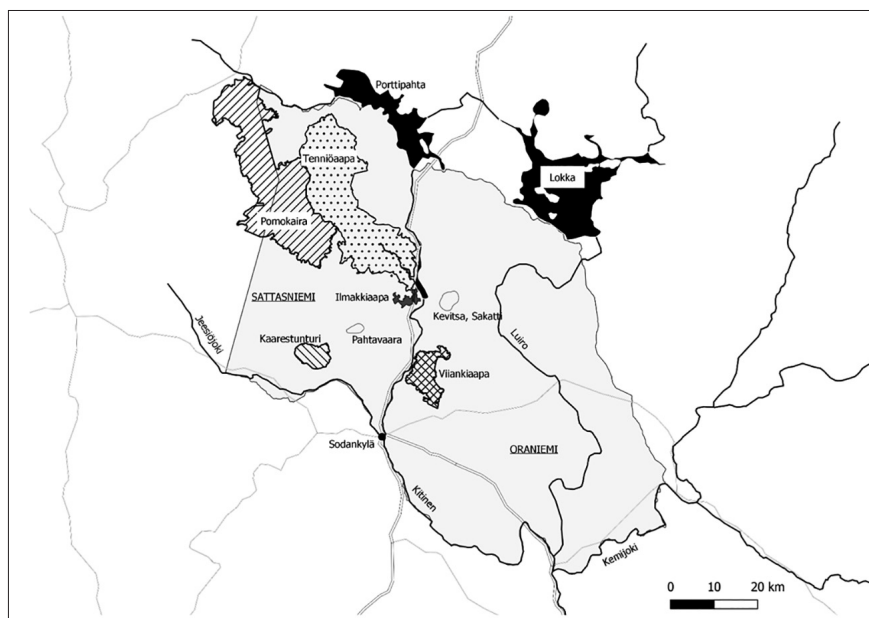 Porttipahta
Tenniöaapa
Lokka
Pomokaira
SATTASNIEMI
Ilmakkiaapa
Kevitsa, Sakatti
Jeesiöjoki
Luiro
Kaarestunturi
Pahtavaara
Viiankiaapa
Sodankylä
ORANIEMI
Kitinen
Kemijoki
0 10 20 km